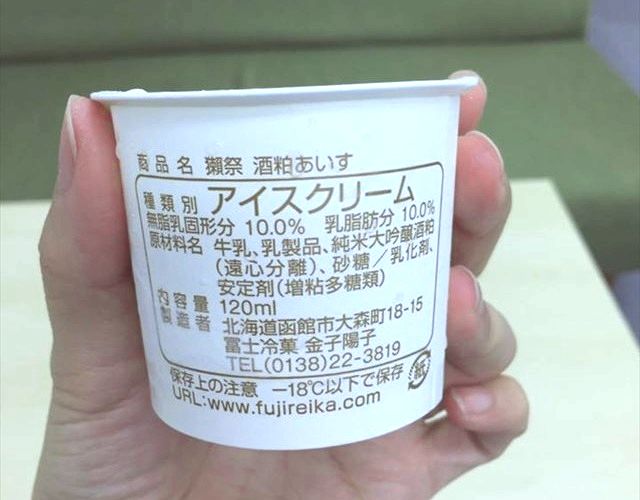 商品名 獺祭 酒粕あいす
種類別 アイスクリーム
無脂乳固形分 10.0% 乳脂肪分 10.0%
原材料名 牛乳、乳製品、純米大吟醸酒粕
(遠心分離)、砂糖／乳化剤、
安定剤(増粘多糖類)
内容量 120ml
製造者 北海道函館市大森町18-15
冨士冷菓 金子陽子
TEL(0138)22-3819
保存上の注意 －18℃以下で保存
紙
URL:www.fujireika.com